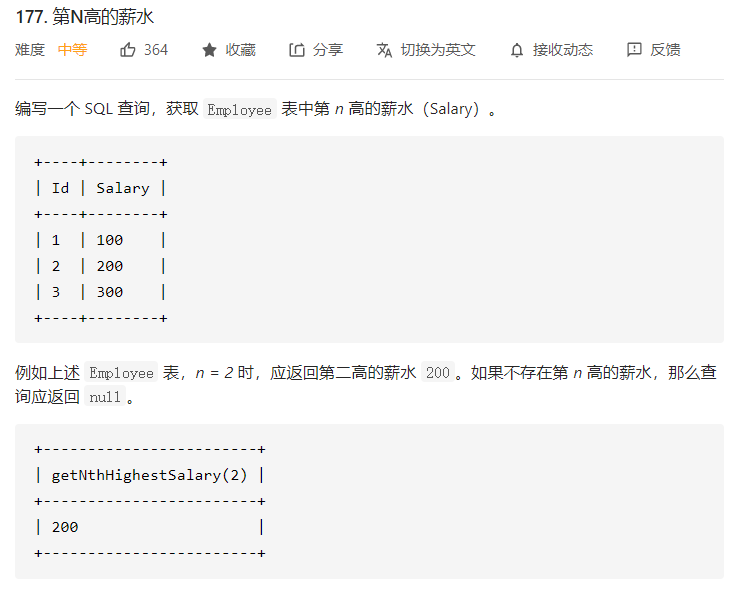 177. 第N高的薪水
难度 中等 364 收藏 分享 切换为英文 接收动态 反馈
编写一个 SQL 查询，获取 Employee 表中第 n 高的薪水（Salary）。
+----+--------+
| Id | Salary |
+----+--------+
| 1  | 100    |
| 2  | 200    |
| 3  | 300    |
+----+--------+
例如上述 Employee 表，n = 2 时，应返回第二高的薪水 200。如果不存在第 n 高的薪水，那么查
询应返回 null。
+------------------------+
| getNthHighestSalary(2) |
+------------------------+
| 200                    |
+------------------------+